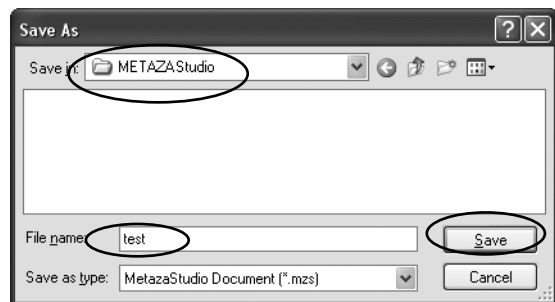 Save As
Save in: METAZAStudio
File name: test Save
Save as type: MetazaStudio Document (*.mzs) Cancel